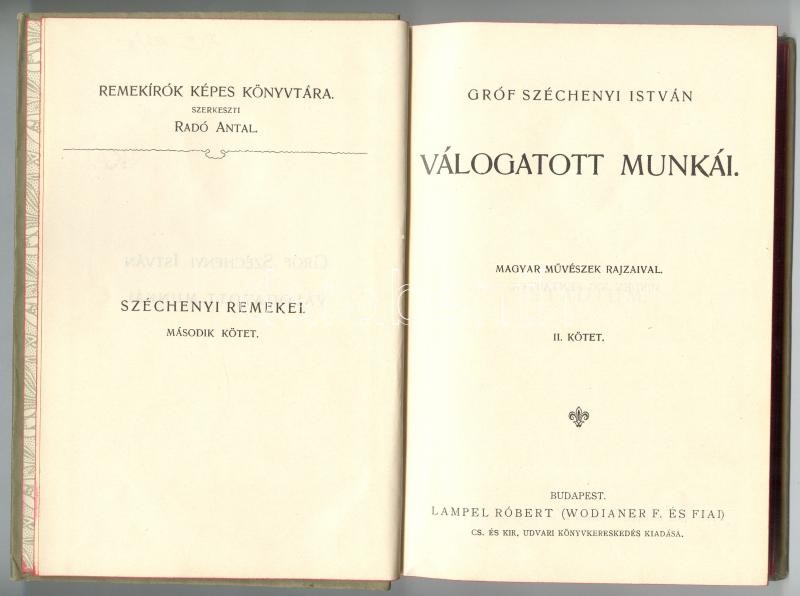 REMEKÍRÓK KÉPES KÖNYVTÁRA.
SZERKESZTI
RADÓ ANTAL.
SZÉCHENYI REMEKEI.
MÁSODIK KÖTET.
GRÓF SZÉCHENYI ISTVÁN
VÁLOGATOTT MUNKÁI.
MAGYAR MŰVÉSZEK RAJZAIVAL.
II. KÖTET.
BUDAPEST.
LAMPEL RÓBERT (WODIANER F. ÉS FIAI)
CS. ÉS KIR, UDVARI KÖNYVKERESKEDÉS KIADÁSA.